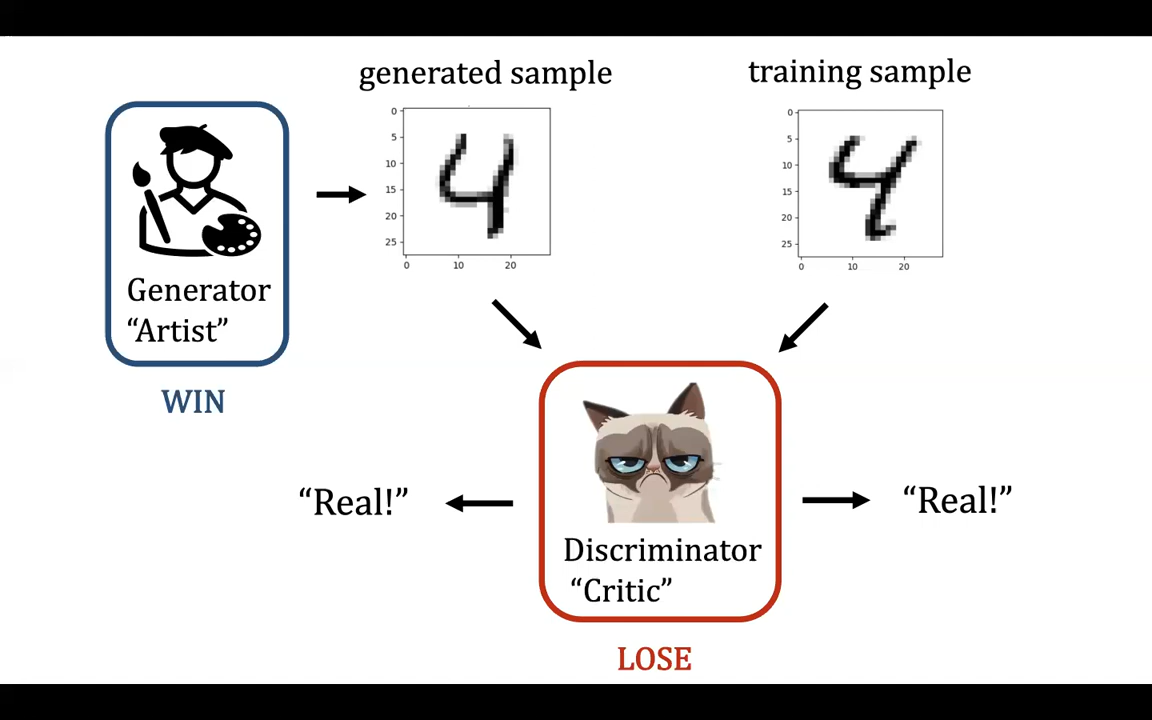 generated sample
training sample
0
5
10
15
20
25
0 10 20
0
5
10
15
20
25
0 10 20
Generator
“Artist”
WIN
“Real!”
“Real!”
Discriminator
“Critic”
LOSE